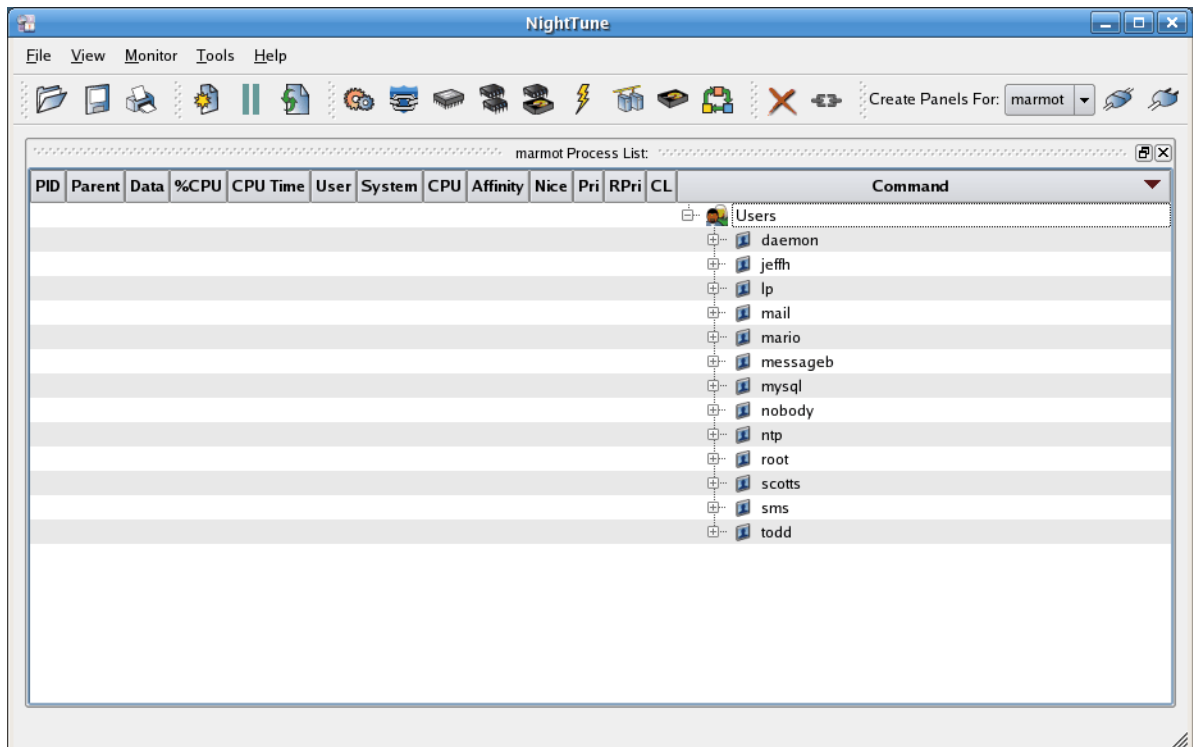 NightTune
File View Monitor Tools Help
Create Panels For: marmot
marmot Process List:
PID Parent Data %CPU CPU Time User System CPU Affinity Nice Pri RPri CL Command
Users
daemon
jeffh
lp
mail
mario
messageb
mysql
nobody
ntp
root
scotts
sms
todd